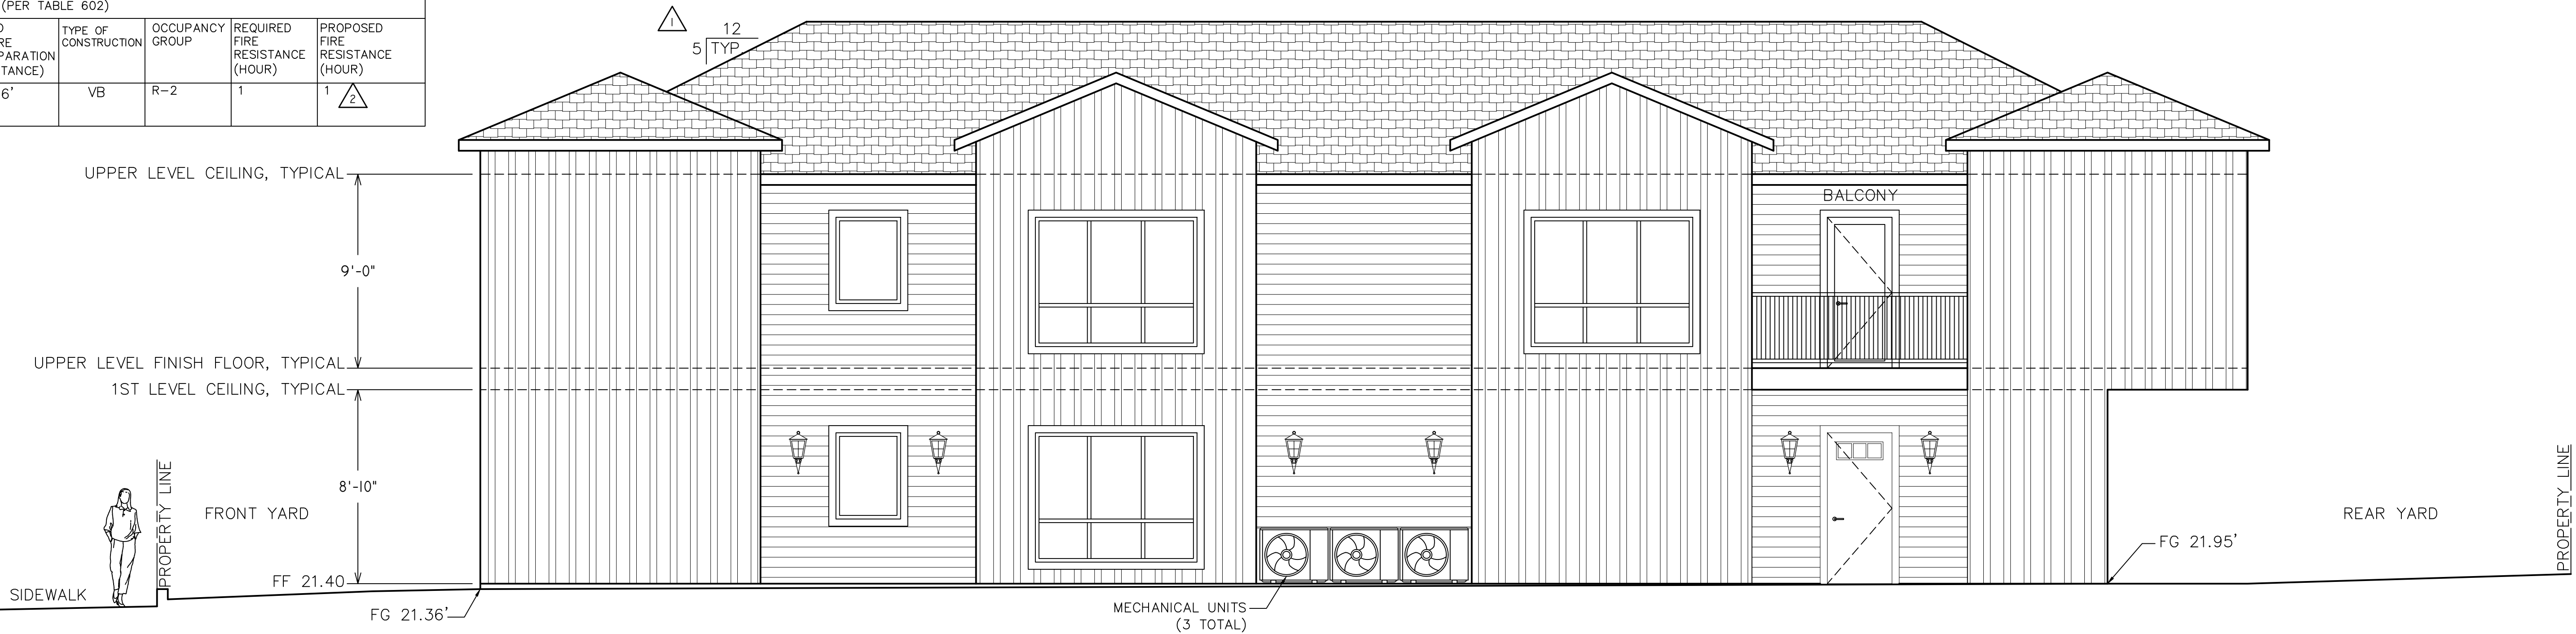 (PER TABLE 602)
TYPE OF
CONSTRUCTION
OCCUPANCY
GROUP
REQUIRED
FIRE
RESISTANCE
(HOUR)
PROPOSED
FIRE
RESISTANCE
(HOUR)
6'
VB
R-2
1
1
2
1
12
5 TYP.
UPPER LEVEL CEILING, TYPICAL
9'-0"
UPPER LEVEL FINISH FLOOR, TYPICAL
1ST LEVEL CEILING, TYPICAL
8'-10"
BALCONY
PROPERTY LINE
FRONT YARD
FF 21.40
SIDEWALK
FG 21.36'
MECHANICAL UNITS
(3 TOTAL)
REAR YARD
FG 21.95'
PROPERTY LINE